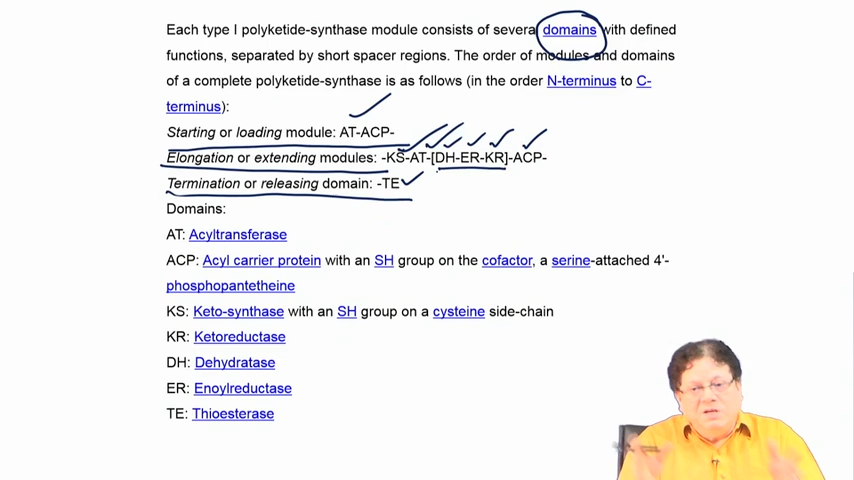 Each type I polyketide-synthase module consists of several domains with defined
functions, separated by short spacer regions. The order of modules and domains
of a complete polyketide-synthase is as follows (in the order N-terminus to C-
terminus):
Starting or loading module: AT-ACP-
Elongation or extending modules: -KS-AT-[DH-ER-KR]-ACP-
Termination or releasing domain: -TE
Domains:
AT: Acyltransferase
ACP: Acyl carrier protein with an SH group on the cofactor, a serine-attached 4'-
phosphopantetheine
KS: Keto-synthase with an SH group on a cysteine side-chain
KR: Ketoreductase
DH: Dehydratase
ER: Enoylreductase
TE: Thioesterase